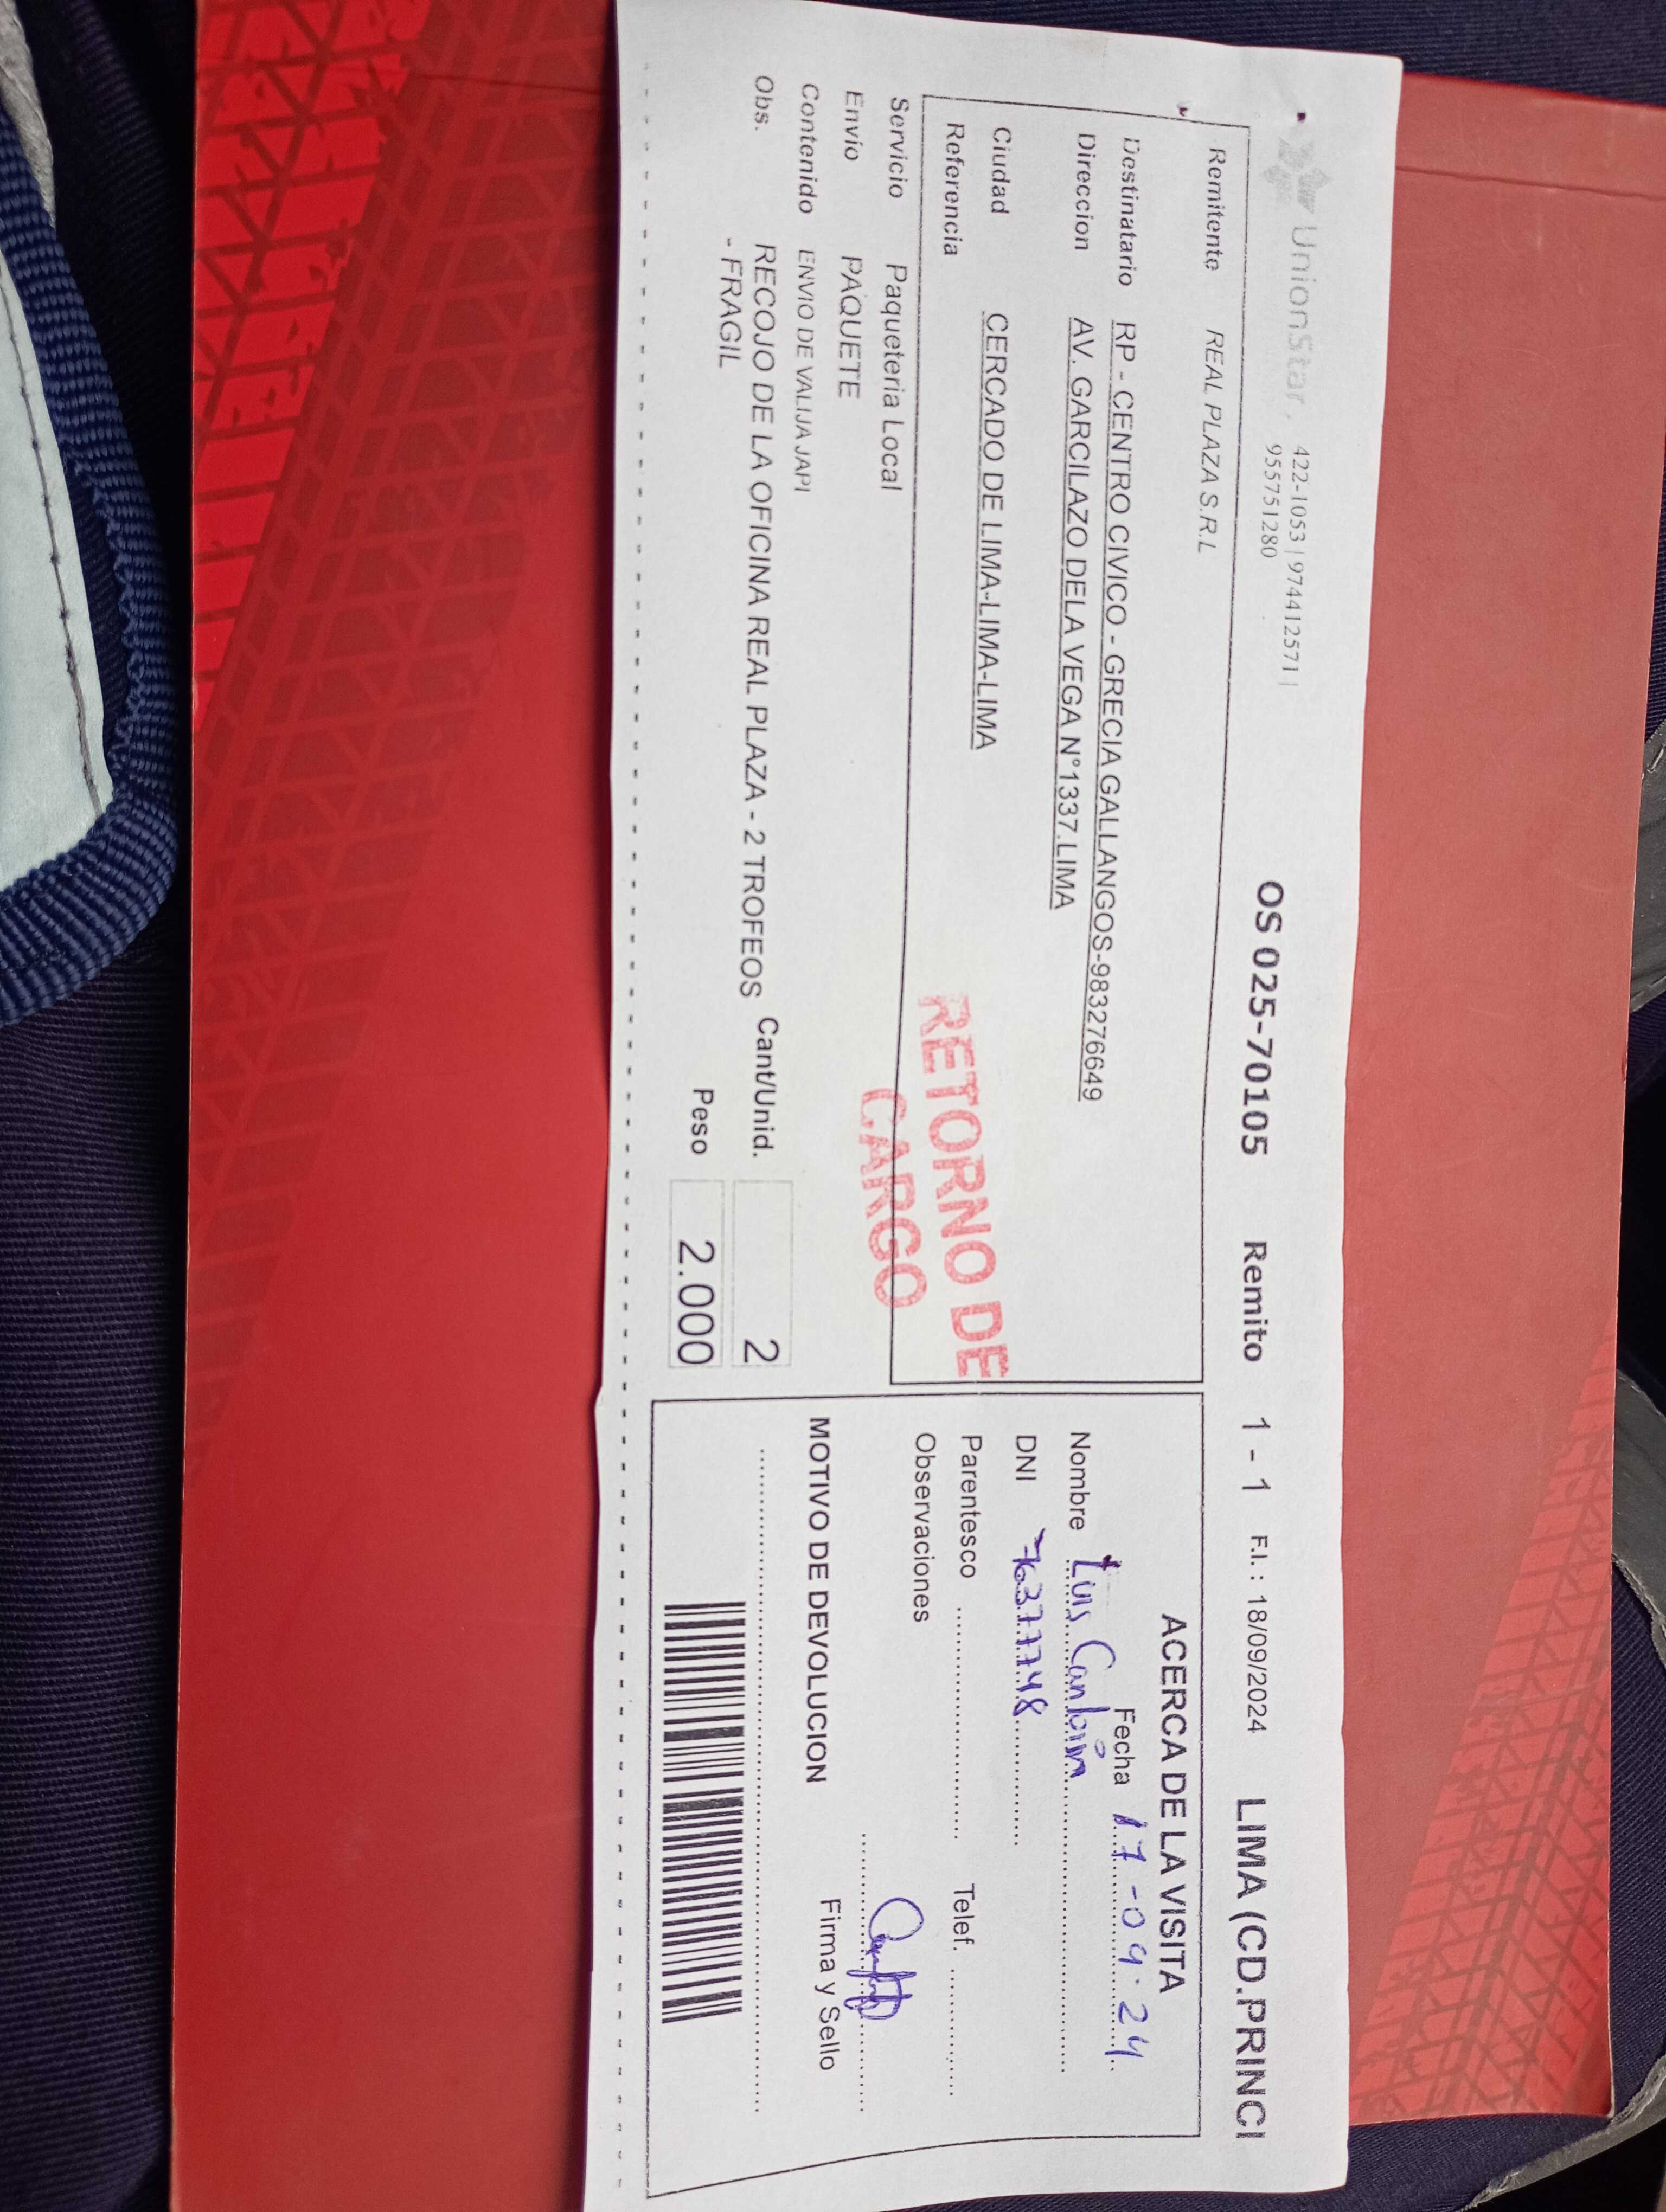 UnionStar, 422-1053 | 974412571 |
955751280
OS 025-70105 Remito 1 - 1 F.I. : 18/09/2024 LIMA (CD.PRINCI
Remitente REAL PLAZA S.R.L
Destinatario RP - CENTRO CIVICO - GRECIA GALLANGOS-983276649
Direccion AV. GARCILAZO DELA VEGA N°1337.LIMA
Ciudad CERCADO DE LIMA-LIMA-LIMA
Referencia
RETORNO DE
CARGO
Servicio Paqueteria Local
Envío PAQUETE
Contenido ENVIO DE VALIJA JAPI
Obs. RECOJO DE LA OFICINA REAL PLAZA - 2 TROFEOS
- FRAGIL
Cant/Unid. 2
Peso 2.000
ACERCA DE LA VISITA
Fecha 17-09-24
Nombre Luis
DNI 76377748
Parentesco Telef.
Observaciones
Firma y Sello
MOTIVO DE DEVOLUCION